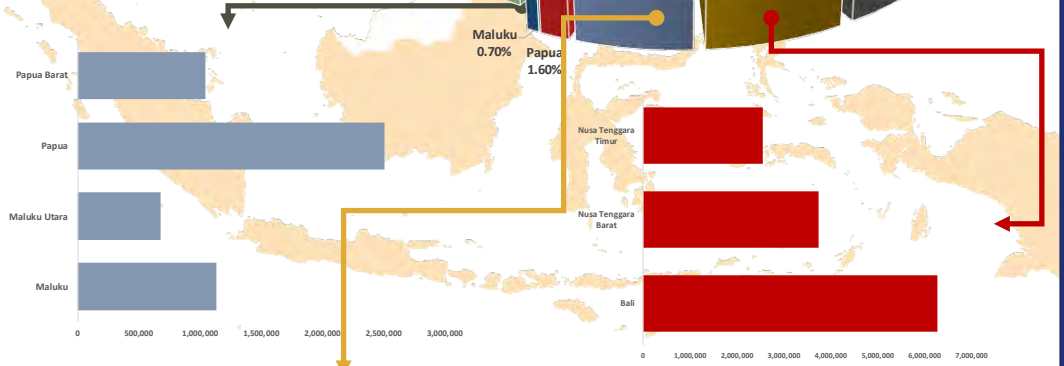 Maluku
0.70%
Papua
1.60%
Papua Barat
Papua
Maluku Utara
Maluku
0
500,000
1,000,000
1,500,000
2,000,000
2,500,000
3,000,000
Nusa Tenggara
Timur
Nusa Tenggara
Barat
Bali
0
1,000,000
2,000,000
3,000,000
4,000,000
5,000,000
6,000,000
7,000,000